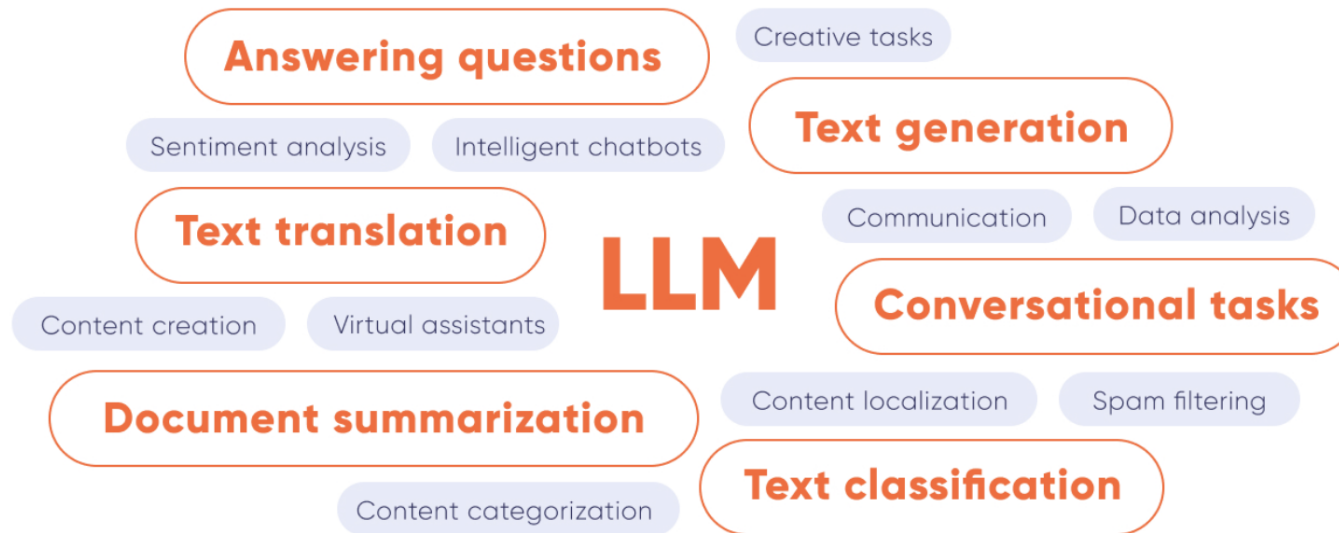 Answering questions
Creative tasks
Text generation
Sentiment analysis
Intelligent chatbots
Text translation
LLM
Communication
Data analysis
Conversational tasks
Content creation
Virtual assistants
Document summarization
Content localization
Spam filtering
Text classification
Content categorization